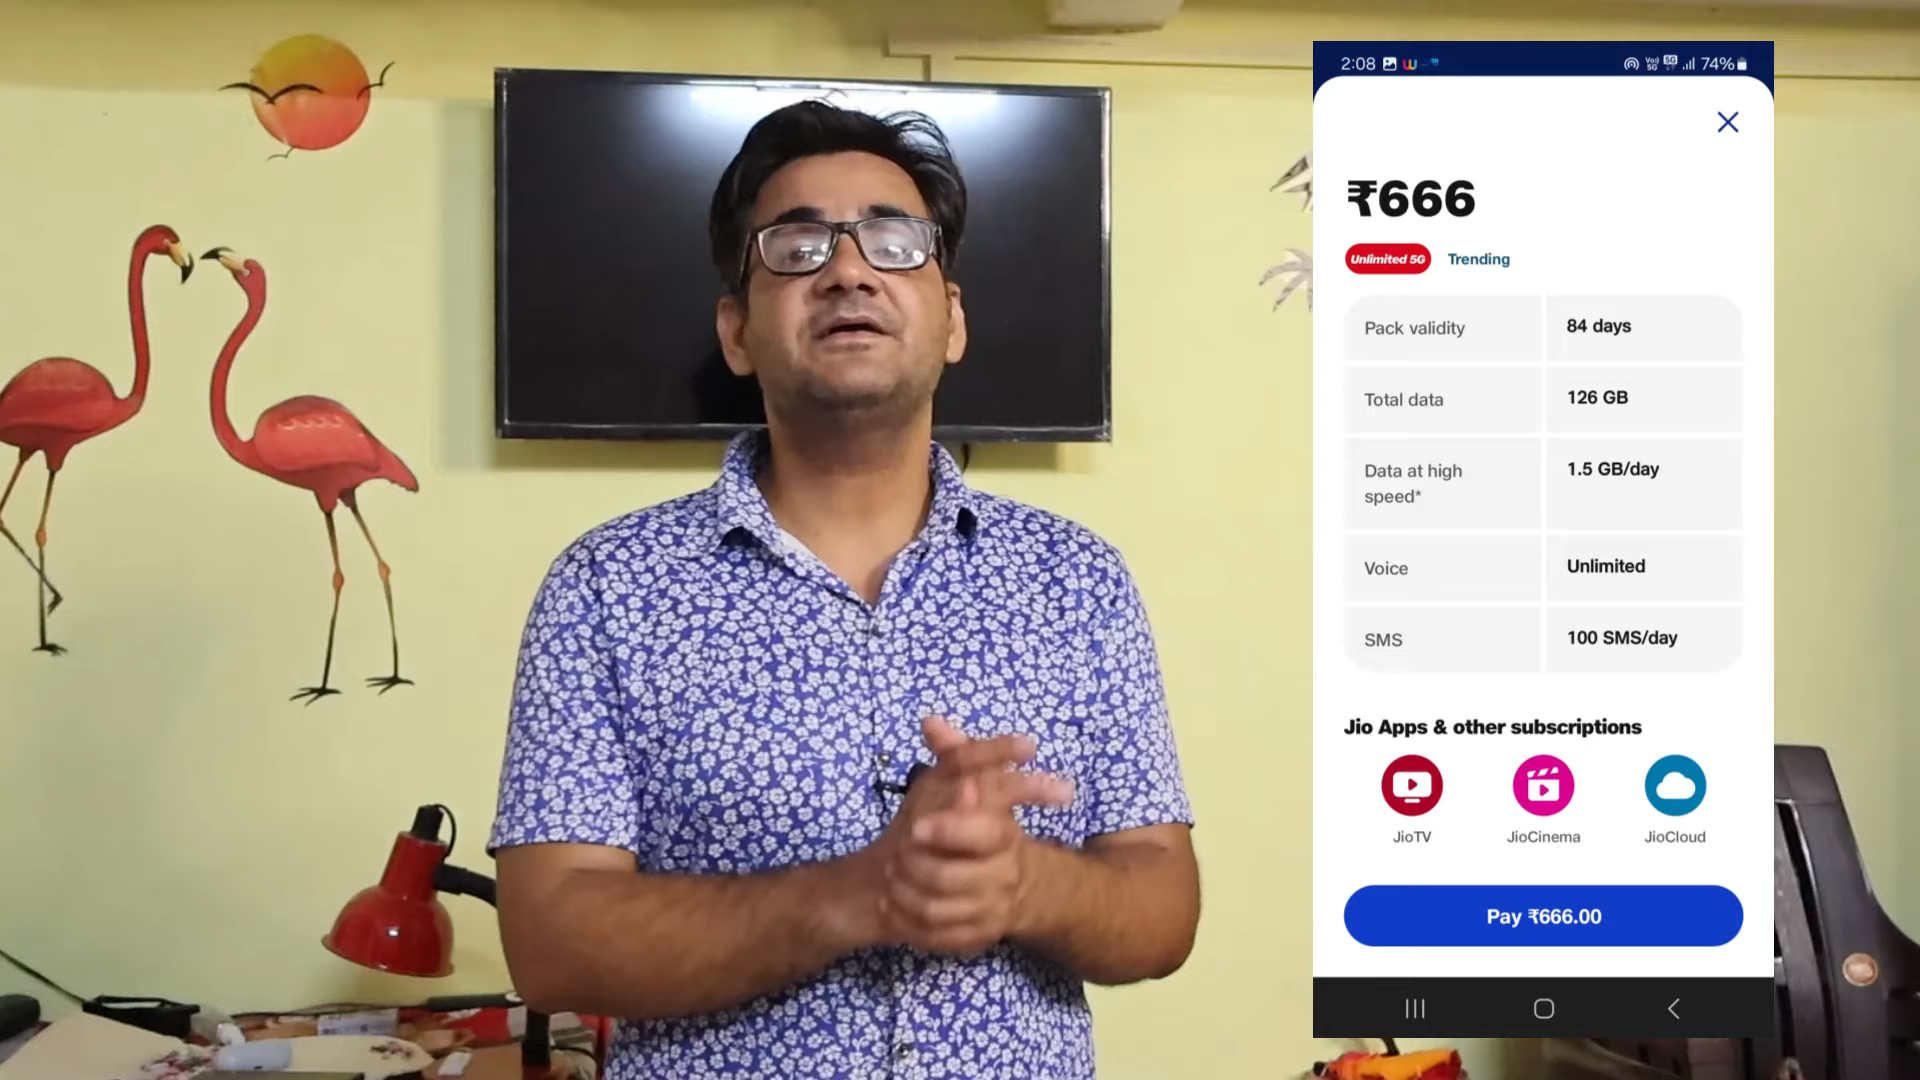 2:08
74%
₹666
Unlimited 5G
Trending
Pack validity
84 days
Total data
126 GB
Data at high
speed*
1.5 GB/day
Voice
Unlimited
SMS
100 SMS/day
Jio Apps & other subscriptions
JioTV
JioCinema
JioCloud
Pay ₹666.00